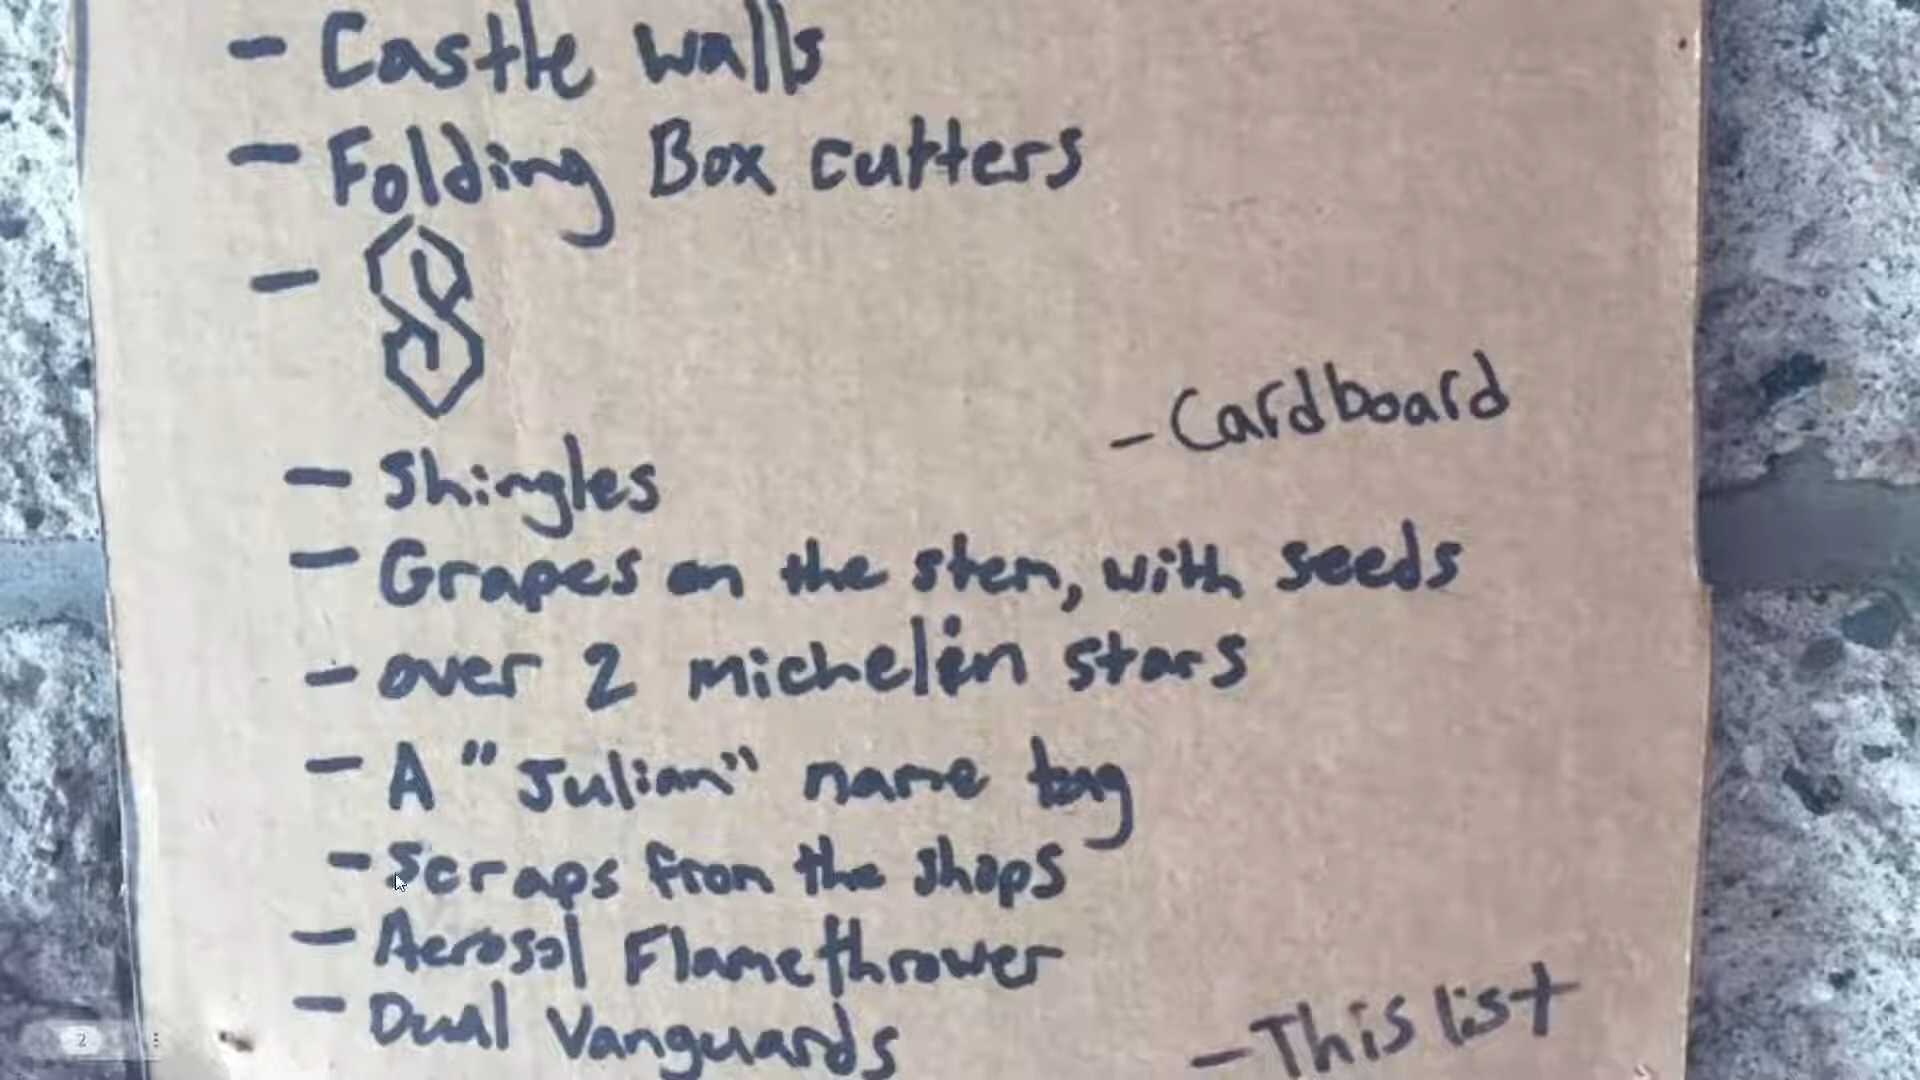 - Castle walls
- Folding Box cutters
- S
- Cardboard
- Shingles
- Grapes on the stem, with seeds
- over 2 michelin stars
- A "Julian" name tag
- Scraps from the shops
- Aerosol Flamethrower
- Dual Vanguards
- This list
2